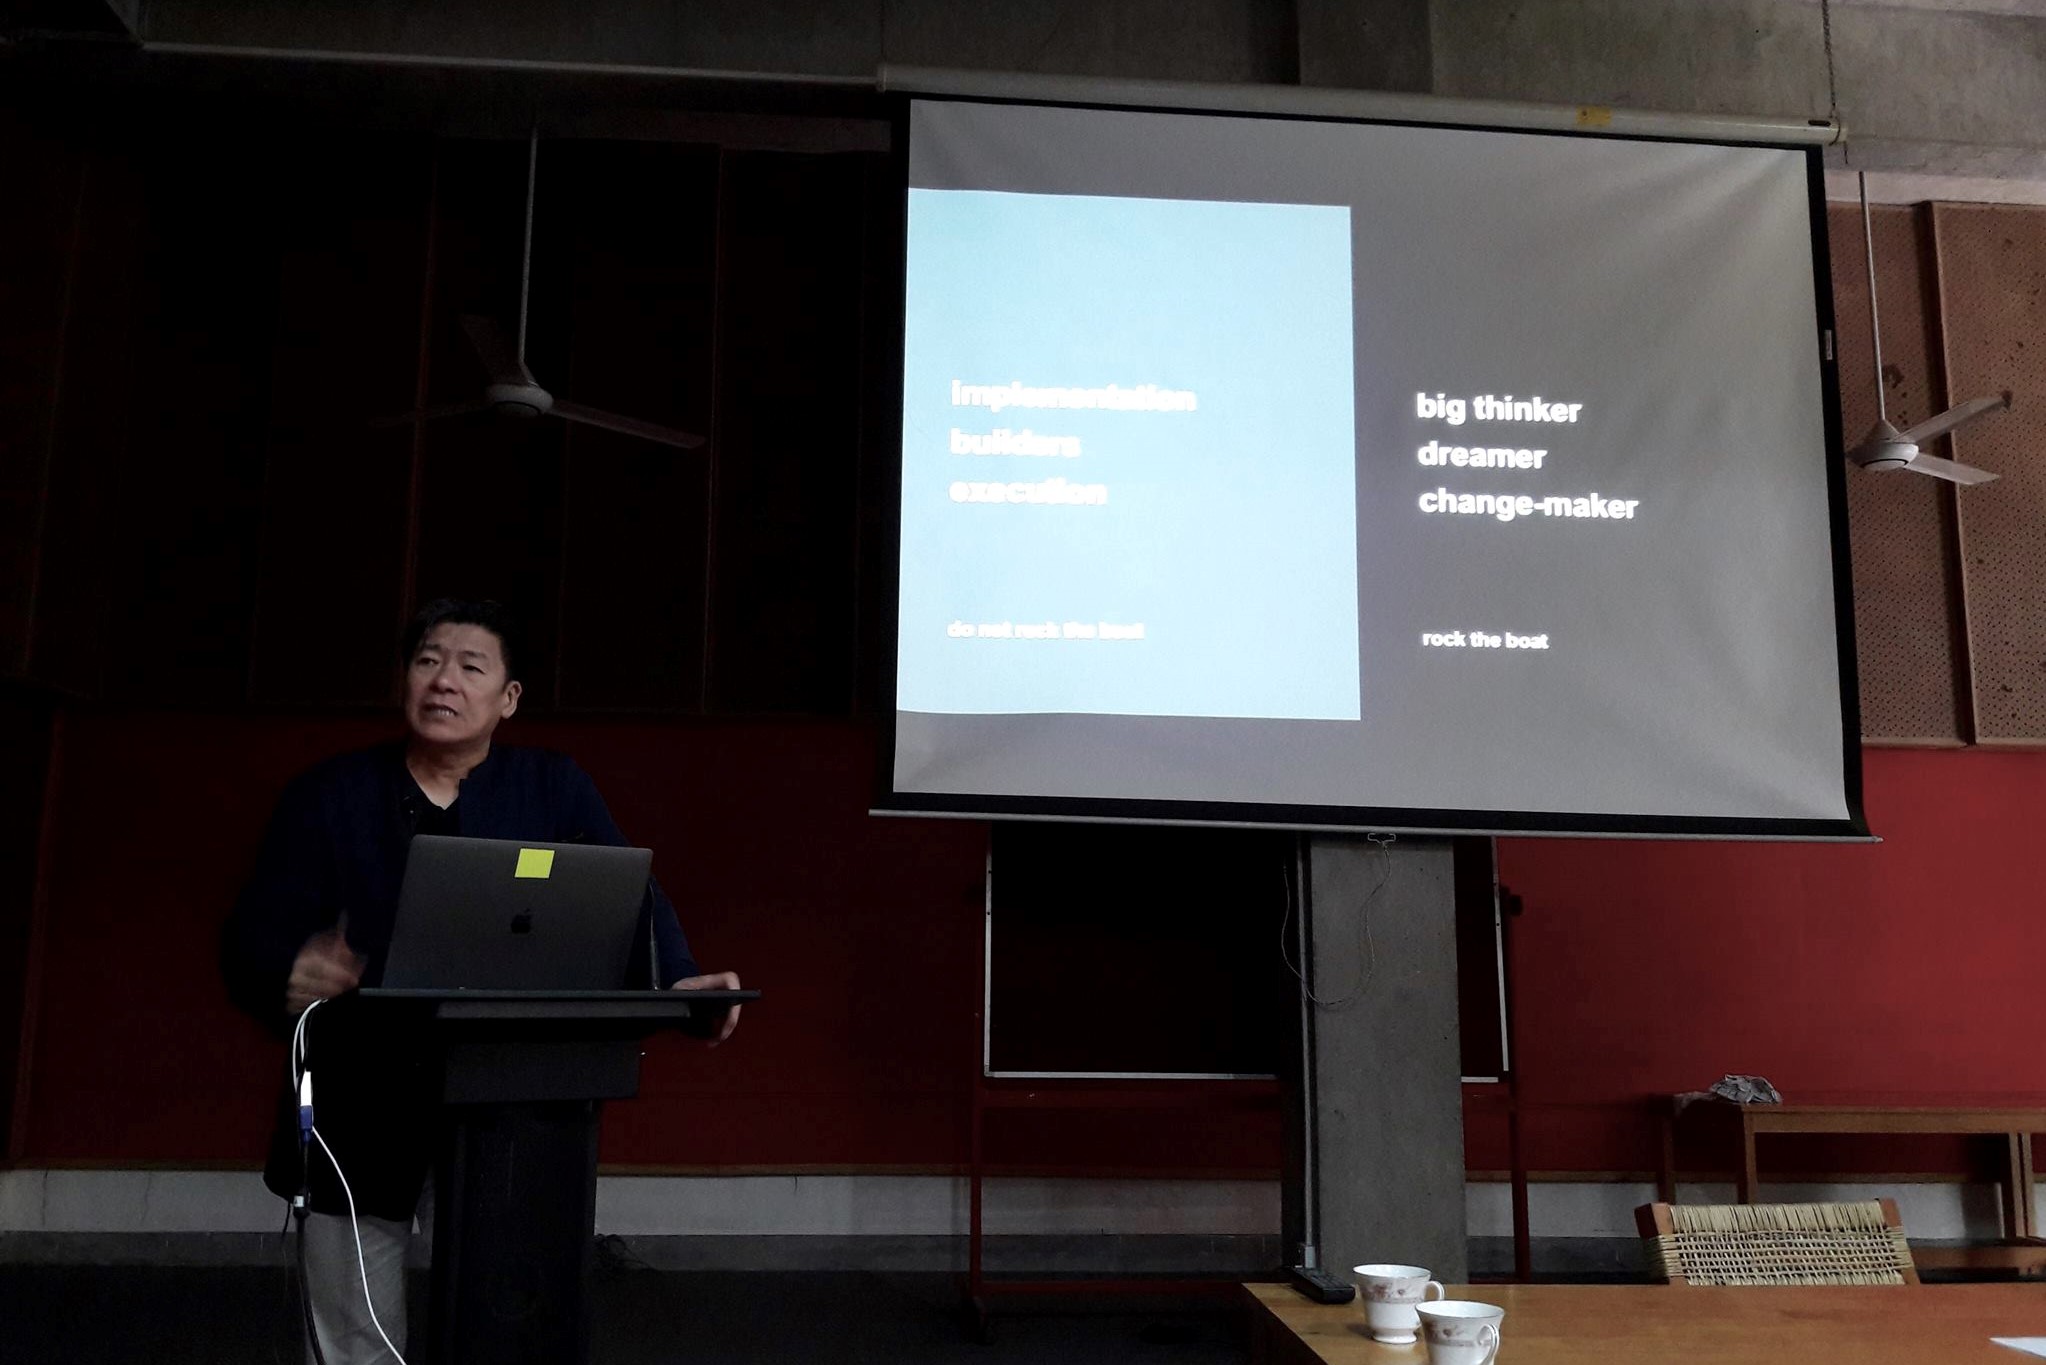 implementation
builders
execution
do not rock the boat
big thinker
dreamer
change-maker
rock the boat